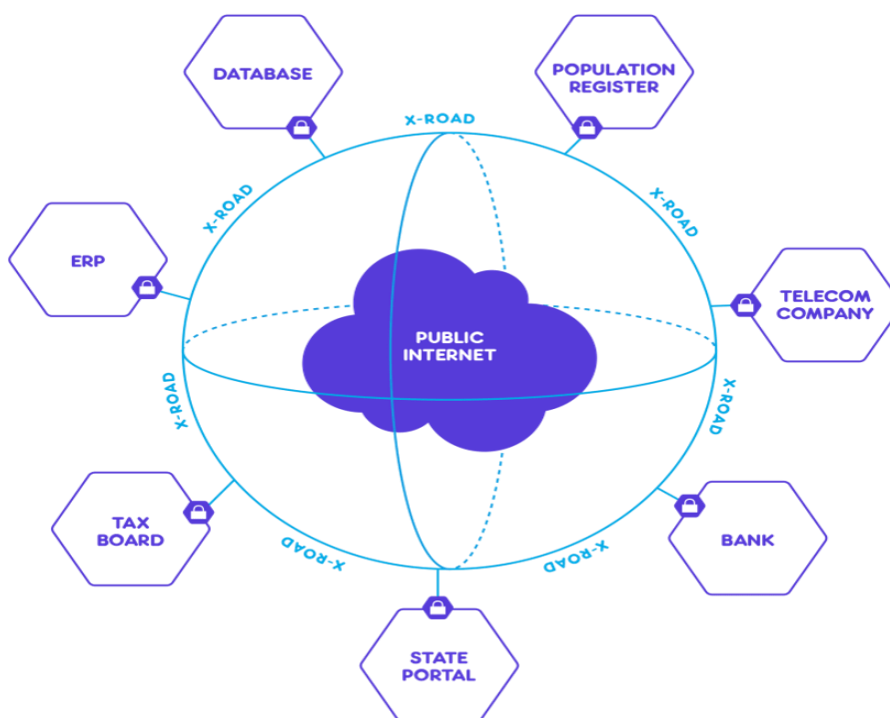 X-ROAD
DATABASE
POPULATION
REGISTER
X-ROAD
X-ROAD
ERP
TELECOM
COMPANY
PUBLIC
INTERNET
X-ROAD
X-ROAD
TAX
BOARD
BANK
X-ROAD
X-ROAD
STATE
PORTAL